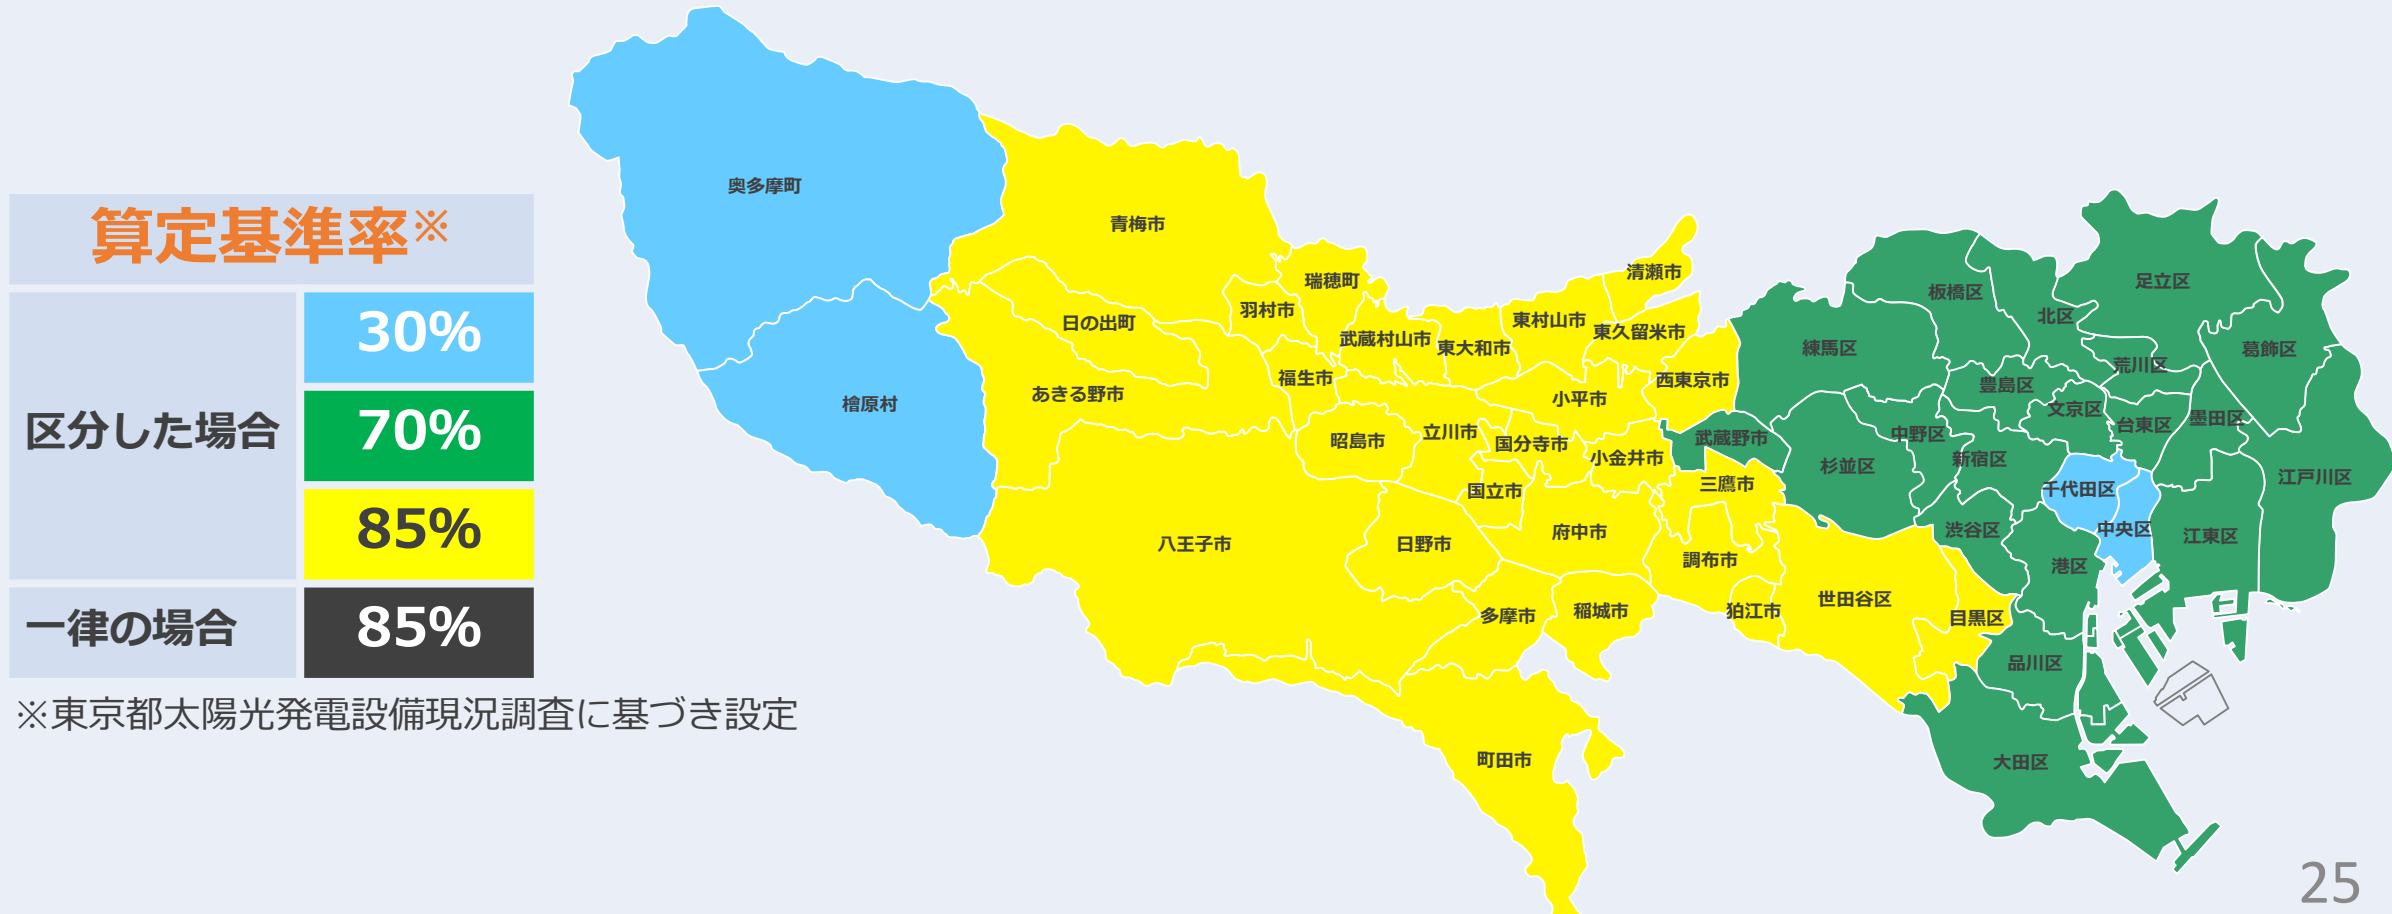 算定基準率※
区分した場合
30%
70%
85%
一律の場合
85%
※東京都太陽光発電設備現況調査に基づき設定
奥多摩町
檜原村
青梅市
日の出町
あきる野市
羽村市
瑞穂町
福生市
武蔵村山市
東大和市
東村山市
清瀬市
東久留米市
西東京市
小平市
昭島市
立川市
国分寺市
小金井市
武蔵野市
三鷹市
国立市
八王子市
日野市
府中市
調布市
狛江市
多摩市
稲城市
町田市
練馬区
板橋区
北区
足立区
葛飾区
荒川区
豊島区
文京区
台東区
墨田区
中野区
杉並区
新宿区
千代田区
中央区
江戸川区
江東区
渋谷区
港区
世田谷区
目黒区
品川区
大田区
25